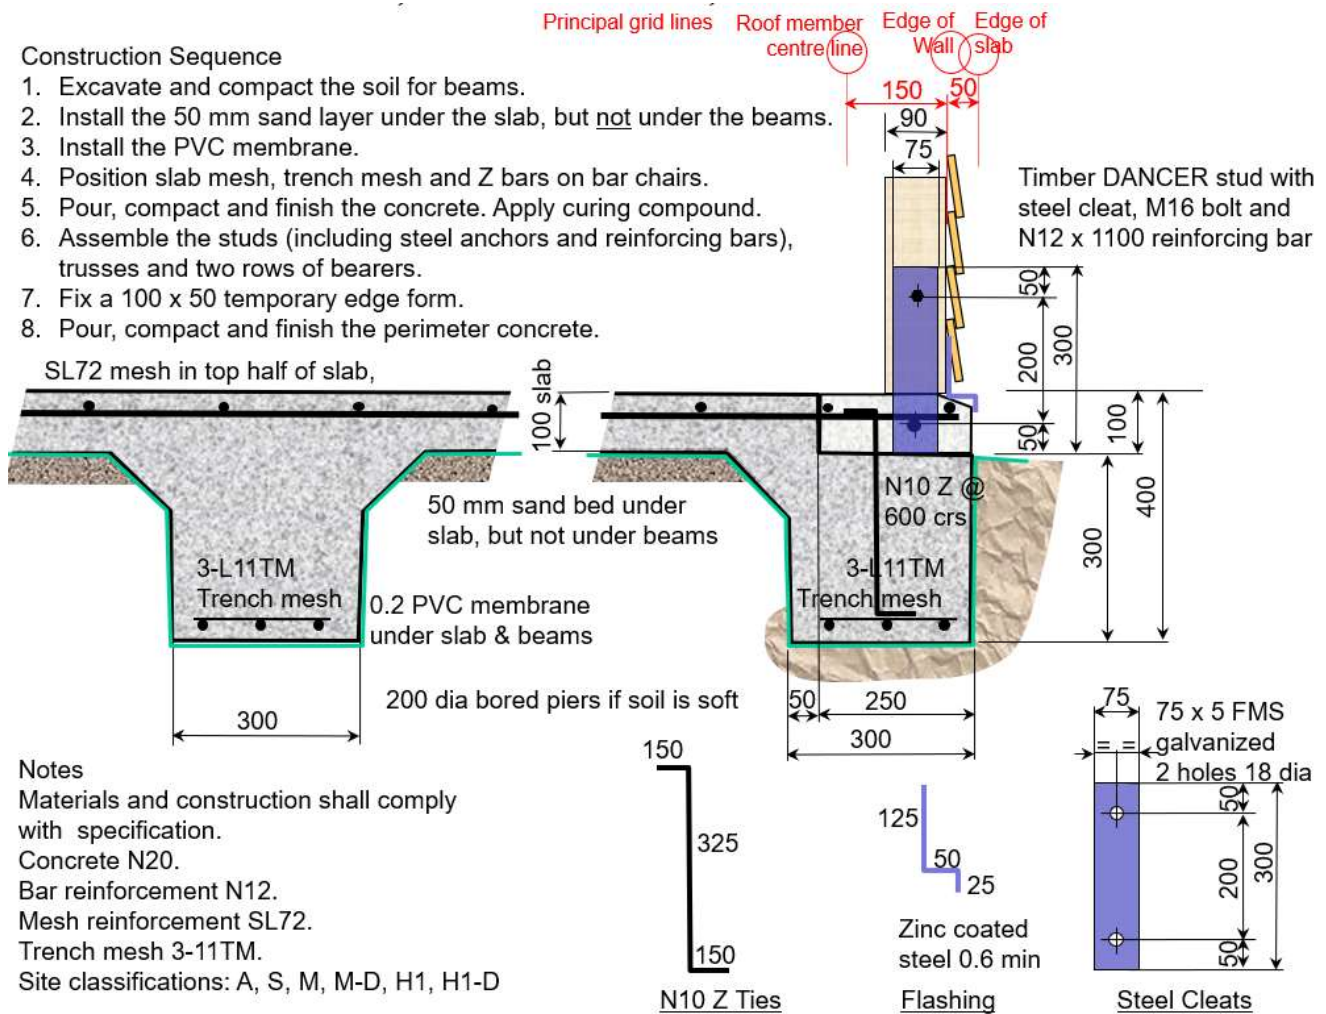 Principal grid lines
Roof member
centre line
Edge of
Wall
Edge of
slab
Construction Sequence
1. Excavate and compact the soil for beams.
2. Install the 50 mm sand layer under the slab, but not under the beams.
3. Install the PVC membrane.
4. Position slab mesh, trench mesh and Z bars on bar chairs.
5. Pour, compact and finish the concrete. Apply curing compound.
6. Assemble the studs (including steel anchors and reinforcing bars),
trusses and two rows of bearers.
7. Fix a 100 x 50 temporary edge form.
8. Pour, compact and finish the perimeter concrete.
150
50
90
75
Timber DANCER stud with
steel cleat, M16 bolt and
N12 x 1100 reinforcing bar
50
200
300
50
100
400
300
SL72 mesh in top half of slab,
100 slab
N10 Z @
600 crs
50 mm sand bed under
slab, but not under beams
3-L11TM
Trench mesh
3-L11TM
Trench mesh
0.2 PVC membrane
under slab & beams
200 dia bored piers if soil is soft
300
50
250
300
Notes
Materials and construction shall comply
with specification.
Concrete N20.
Bar reinforcement N12.
Mesh reinforcement SL72.
Trench mesh 3-11TM.
Site classifications: A, S, M, M-D, H1, H1-D
150
325
150
N10 Z Ties
125
50
25
Zinc coated
steel 0.6 min
Flashing
75
= =
75 x 5 FMS
galvanized
2 holes 18 dia
50
200
300
50
Steel Cleats